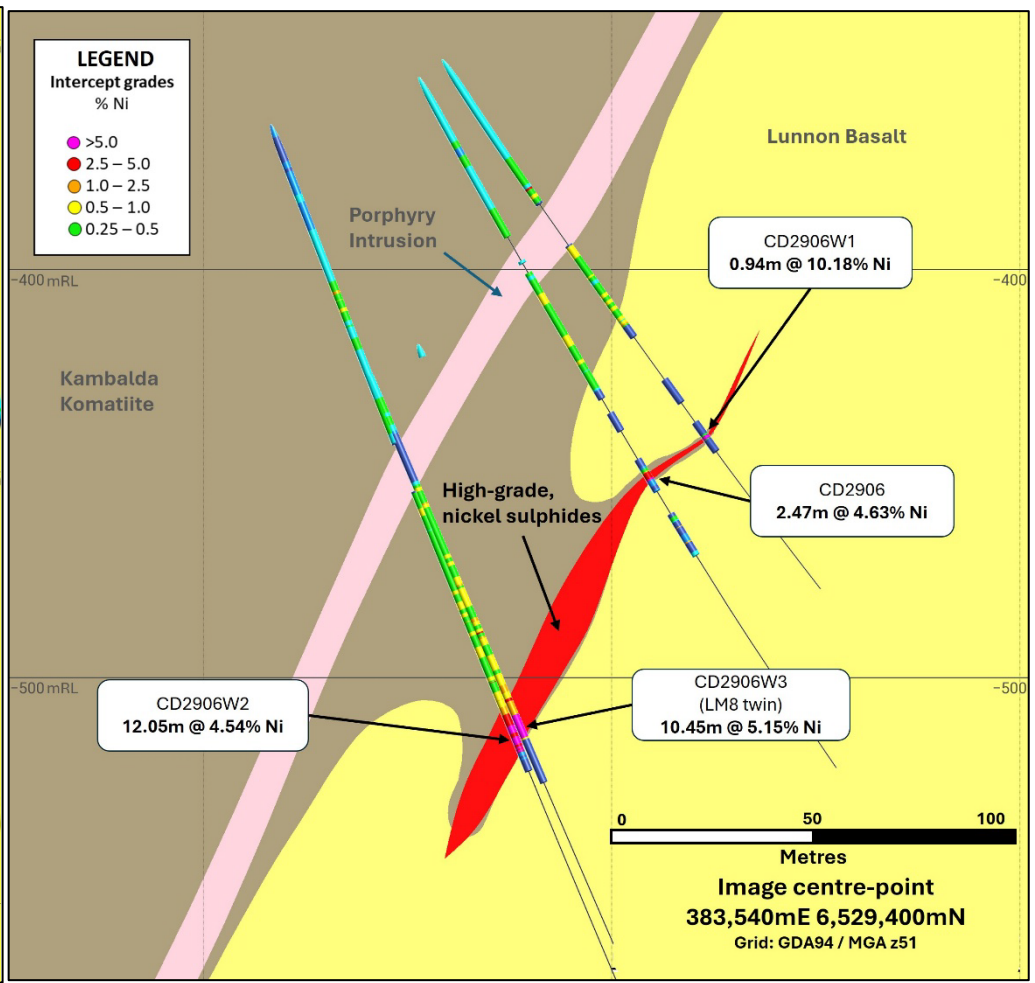 LEGEND
Intercept grades
% Ni
>5.0
2.5 – 5.0
1.0 – 2.5
0.5 – 1.0
0.25 – 0.5
Lunnon Basalt
Porphyry
Intrusion
CD2906W1
0.94m @ 10.18% Ni
−400 mRL
−400
Kambalda
Komatiite
High-grade,
nickel sulphides
CD2906
2.47m @ 4.63% Ni
−500 mRL
−500
CD2906W2
12.05m @ 4.54% Ni
CD2906W3
(LM8 twin)
10.45m @ 5.15% Ni
0 50 100
Metres
Image centre-point
383,540mE 6,529,400mN
Grid: GDA94 / MGA z51